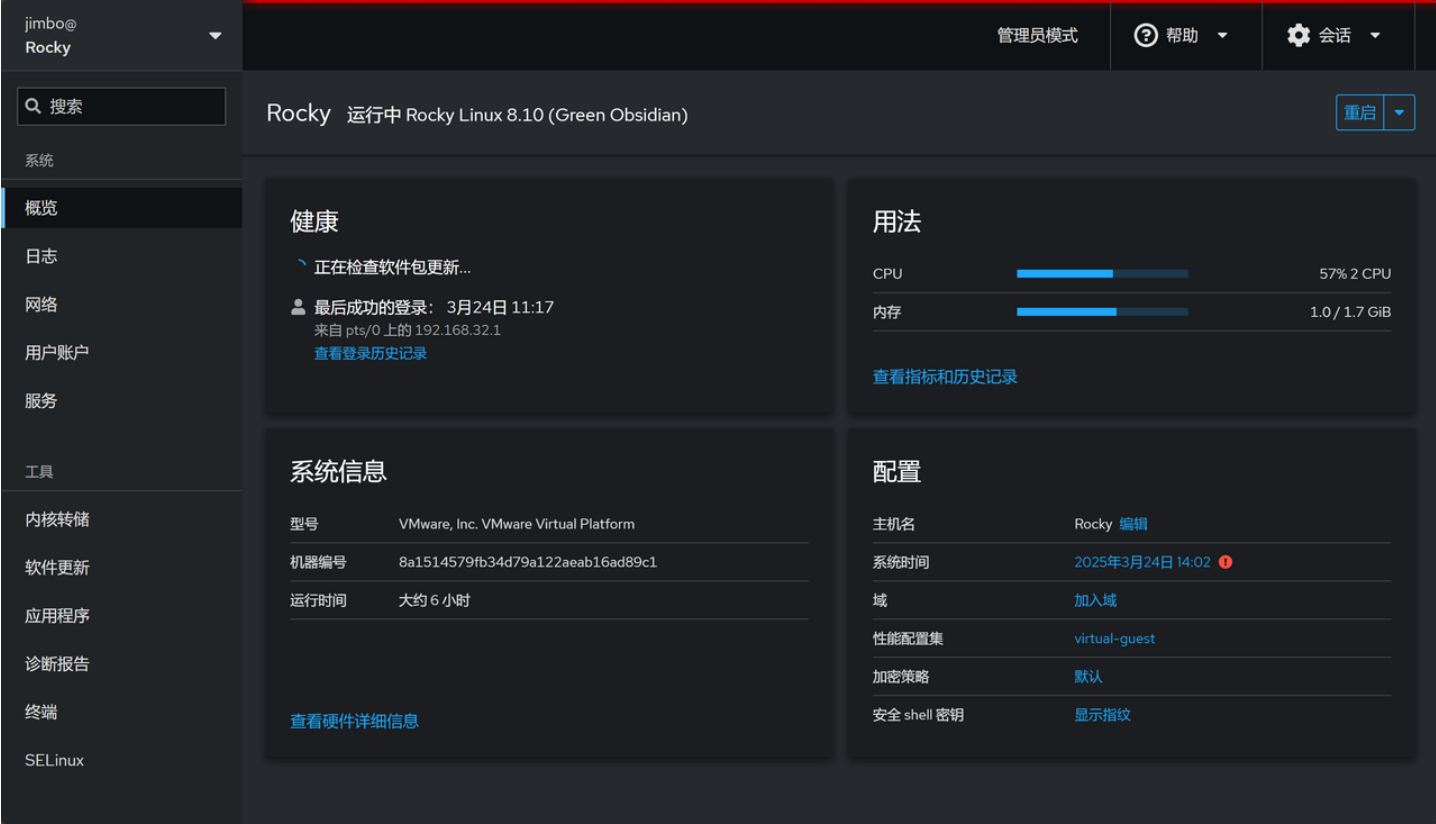 jimbo@
Rocky
管理员模式
帮助
会话
搜索
系统
概览
日志
网络
用户账户
服务
工具
内核转储
软件更新
应用程序
诊断报告
终端
SELinux
Rocky 运行中 Rocky Linux 8.10 (Green Obsidian)
重启
健康
正在检查软件包更新...
最后成功的登录： 3月24日 11:17
来自 pts/0 上的 192.168.32.1
查看登录历史记录
用法
CPU 57% 2 CPU
内存 1.0 / 1.7 GiB
查看指标和历史记录
系统信息
型号 VMware, Inc. VMware Virtual Platform
机器编号 8a1514579fb34d79a122aeab16ad89c1
运行时间 大约 6 小时
查看硬件详细信息
配置
主机名 Rocky 编辑
系统时间 2025年3月24日 14:02
域 加入域
性能配置集 virtual-guest
加密策略 默认
安全 shell 密钥 显示指纹